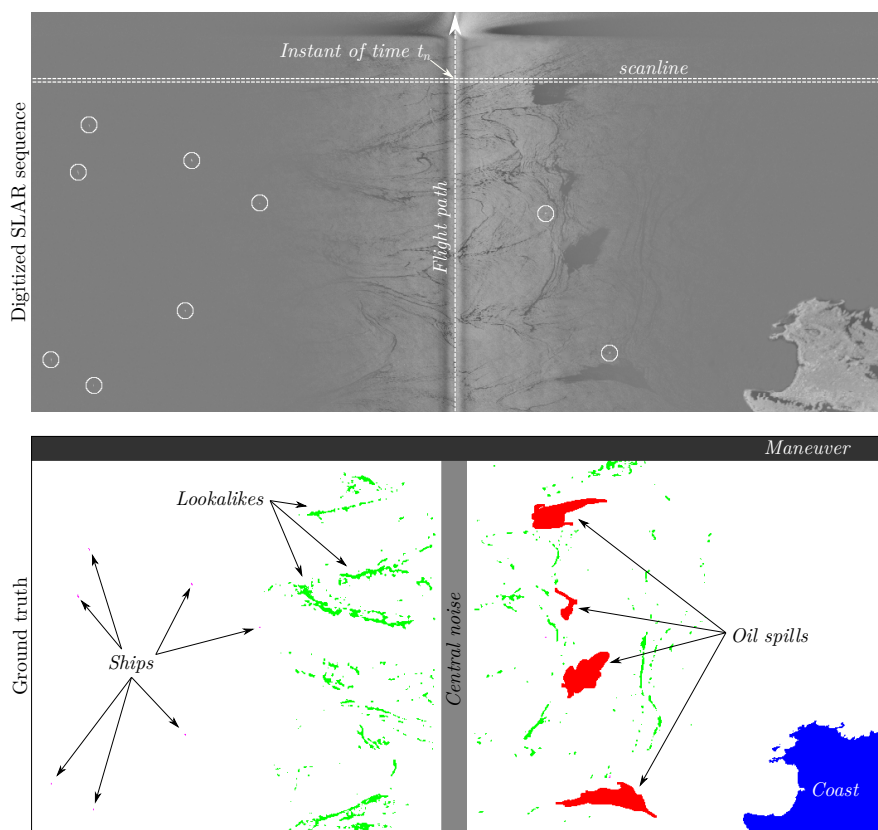 Digitized SLAR sequence
Instant of time tₙ
scanline
Flight path
Ground truth
Maneuver
Lookalikes
Ships
Central noise
Oil spills
Coast